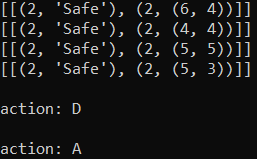 [[(2, 'Safe'), (2, (6, 4))]]
[[(2, 'Safe'), (2, (4, 4))]]
[[(2, 'Safe'), (2, (5, 5))]]
[[(2, 'Safe'), (2, (5, 3))]]
action: D
action: A